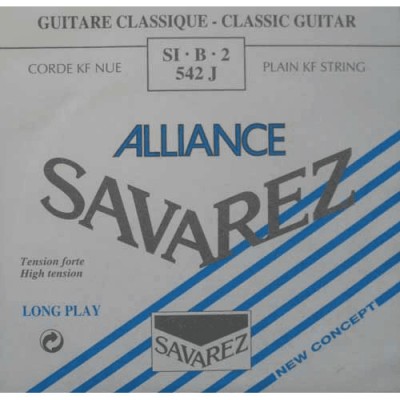 GUITARE CLASSIQUE - CLASSIC GUITAR
CORDE KF NUE
SI · B · 2
542 J
PLAIN KF STRING
ALLIANCE
SAVAREZ
Tension forte
High tension
LONG PLAY
SAVAREZ
NEW CONCEPT